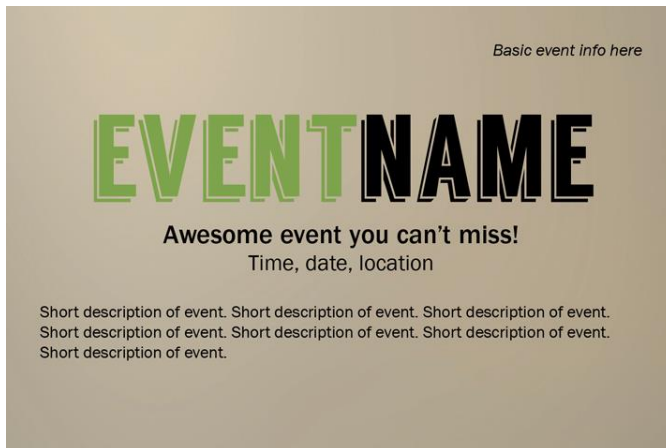 Basic event info here
EVENTNAME
Awesome event you can't miss!
Time, date, location
Short description of event. Short description of event. Short description of event.
Short description of event. Short description of event. Short description of event.
Short description of event.